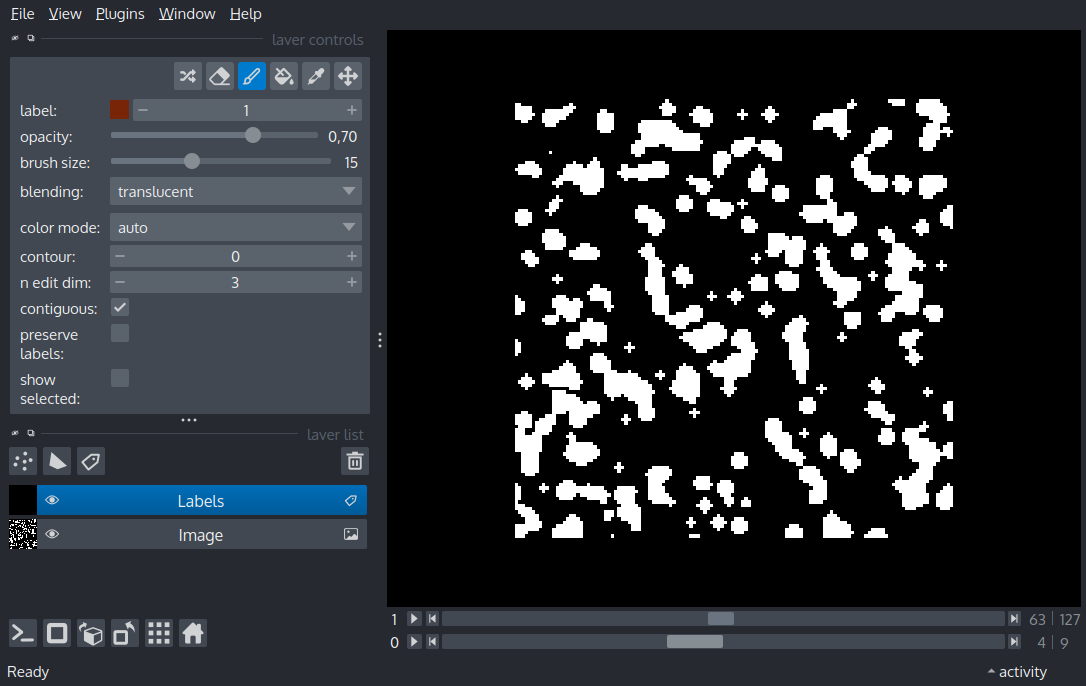 File View Plugins Window Help
layer controls
label: 1
opacity: 0,70
brush size: 15
blending: translucent
color mode: auto
contour: 0
n edit dim: 3
contiguous:
preserve
labels:
show
selected:
layer list
Labels
Image
1 63 127
0 4 9
Ready
activity